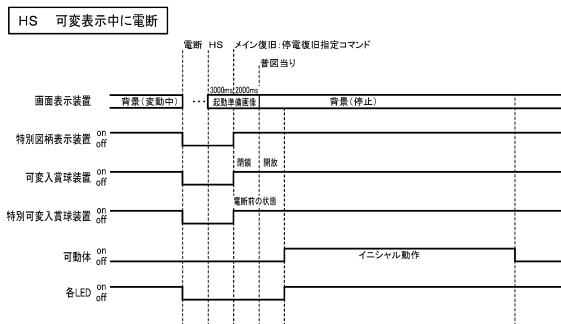 HS 可変表示中に電断
電断 HS メイン復旧:停電復旧指定コマンド
普図当り
3000ms 2000ms
画面表示装置 背景(変動中) … 起動準備画像 背景(停止)
特別図柄表示装置 on
off
閉鎖 開放
可変入賞球装置 on
off
電断前の状態
特別可変入賞球装置 on
off
可動体 on
off
イニシャル動作
各LED on
off